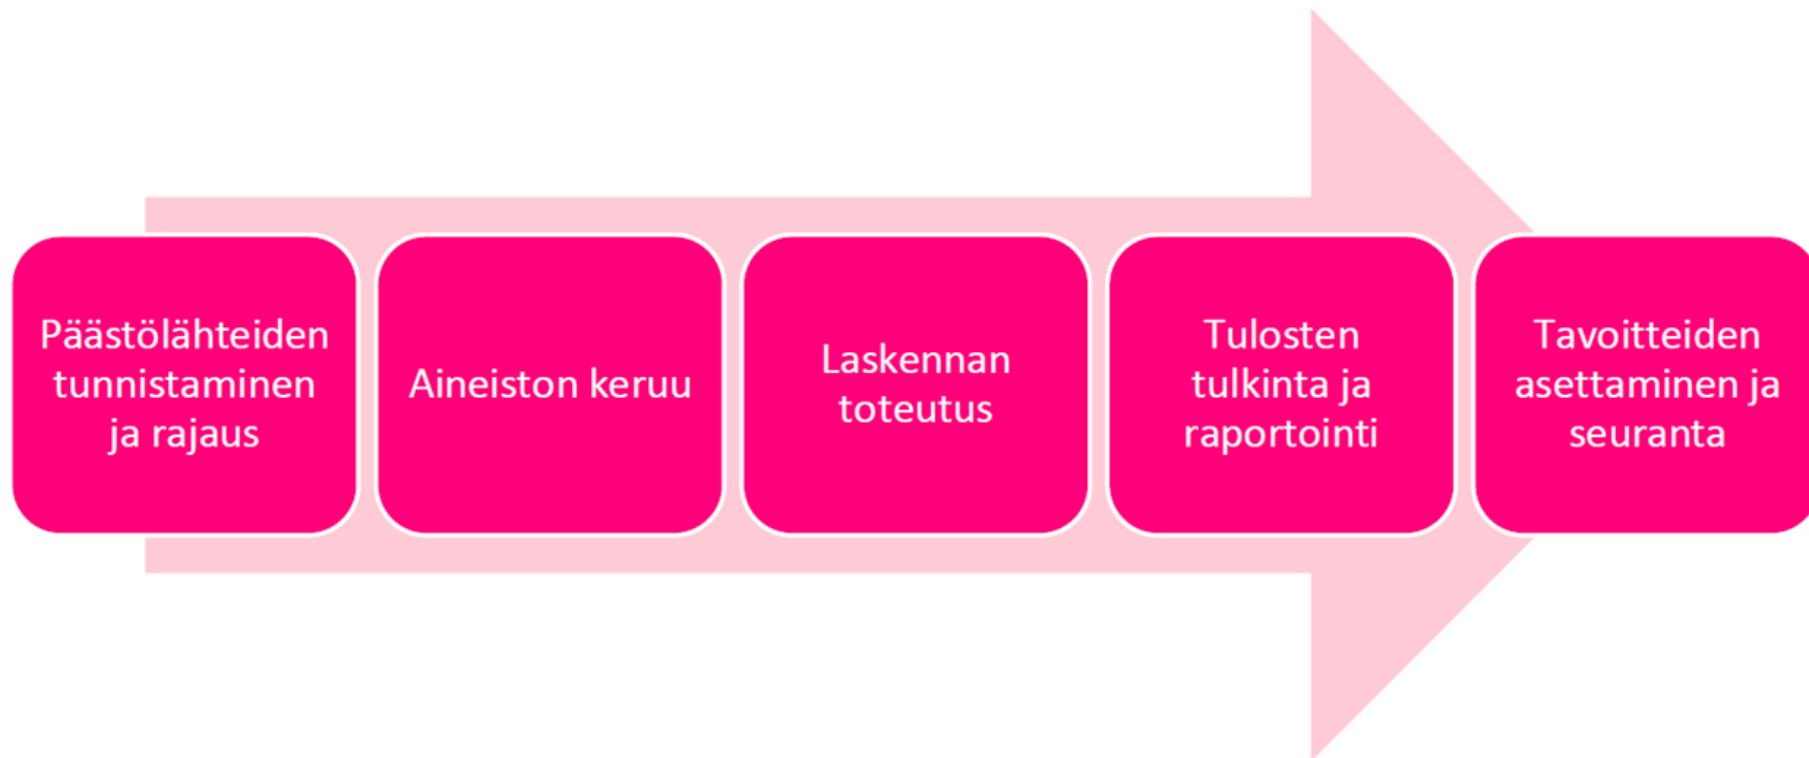 Päästölähteiden
tunnistaminen
ja rajaus
Aineiston keruu
Laskennan
toteutus
Tulosten
tulkinta ja
raportointi
Tavoitteiden
asettaminen ja
seuranta